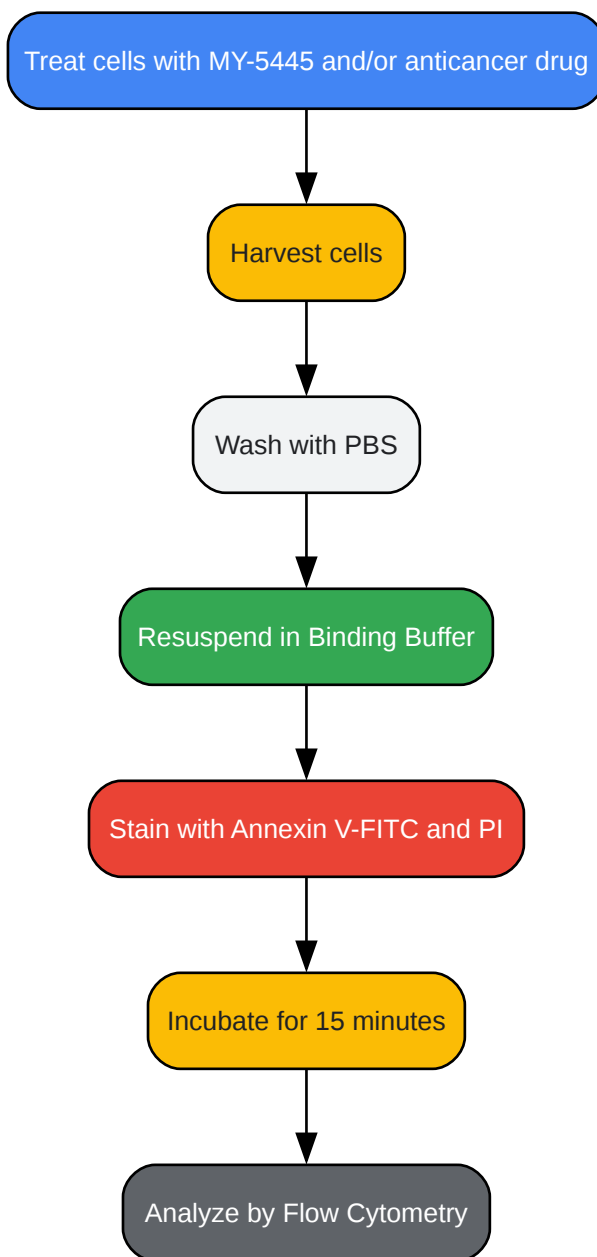 Treat cells with MY-5445 and/or anticancer drug
Harvest cells
Wash with PBS
Resuspend in Binding Buffer
Stain with Annexin V-FITC and PI
Incubate for 15 minutes
Analyze by Flow Cytometry